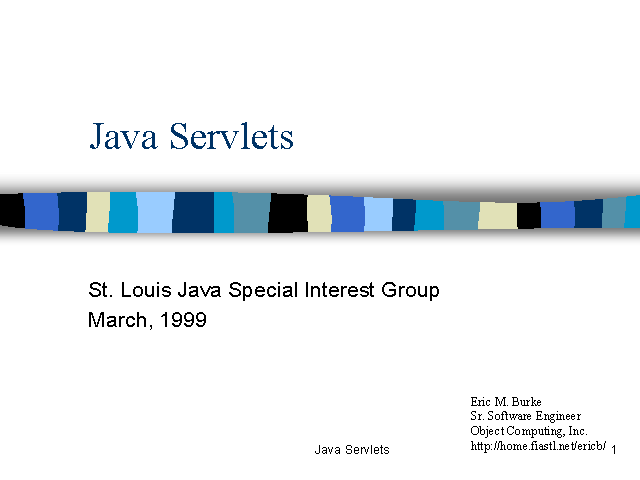 Java Servlets
St. Louis Java Special Interest Group
March, 1999
Eric M. Burke
Sr. Software Engineer
Object Computing, Inc.
http://home.fiastl.net/ericb/
Java Servlets
1